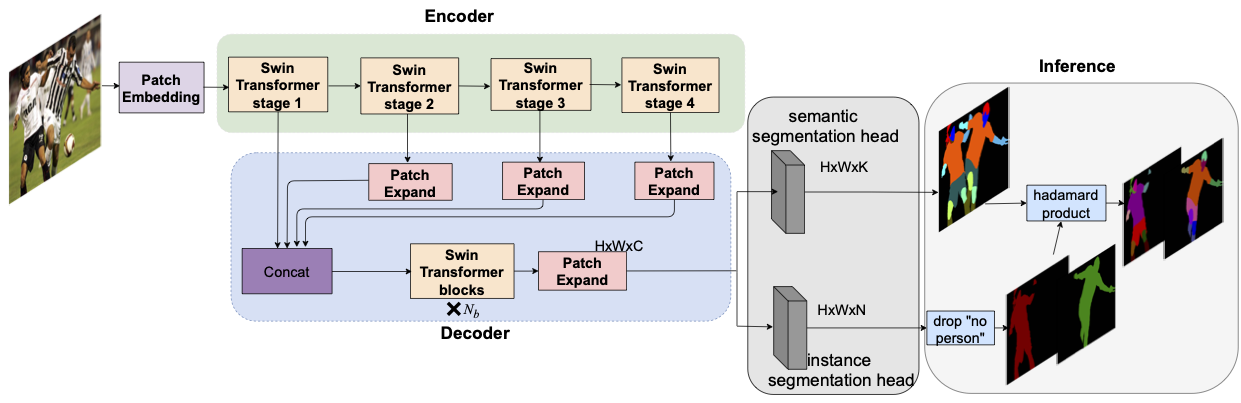 Encoder
Inference
Patch
Embedding
Swin
Transformer
stage 1
Swin
Transformer
stage 2
Swin
Transformer
stage 3
Swin
Transformer
stage 4
semantic
segmentation head
HxWxK
Patch
Expand
Patch
Expand
Patch
Expand
hadamard
product
Concat
Swin
Transformer
blocks
HxWxC
Patch
Expand
× N_b
Decoder
HxWxN
drop "no
person"
instance
segmentation head